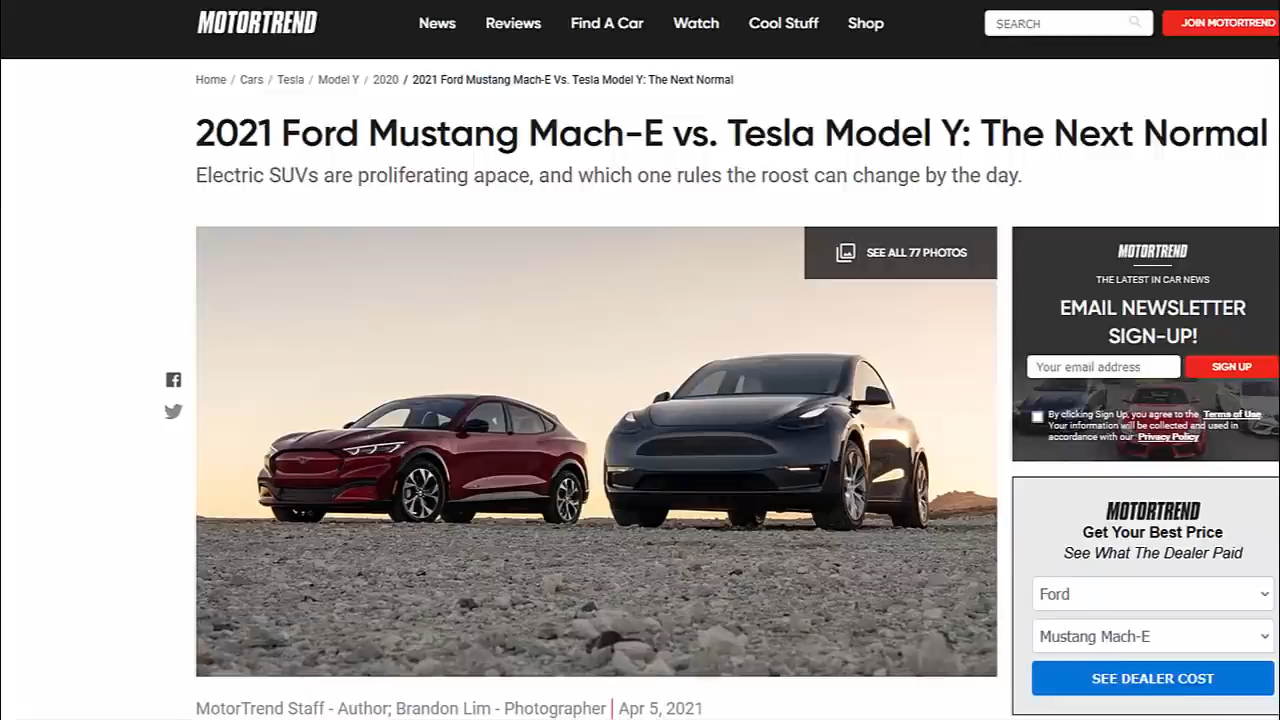 MOTORTREND
News Reviews Find A Car Watch Cool Stuff Shop
SEARCH
JOIN MOTORTREND
Home / Cars / Tesla / Model Y / 2020 / 2021 Ford Mustang Mach-E Vs. Tesla Model Y: The Next Normal
2021 Ford Mustang Mach-E vs. Tesla Model Y: The Next Normal
Electric SUVs are proliferating apace, and which one rules the roost can change by the day.
SEE ALL 77 PHOTOS
MOTORTREND
THE LATEST IN CAR NEWS
EMAIL NEWSLETTER
SIGN-UP!
Your email address
SIGN UP
By clicking Sign Up, you agree to the Terms of Use
Your information will be collected and used in
accordance with our Privacy Policy
MOTORTREND
Get Your Best Price
See What The Dealer Paid
Ford
Mustang Mach-E
SEE DEALER COST
MotorTrend Staff - Author; Brandon Lim - Photographer | Apr 5, 2021